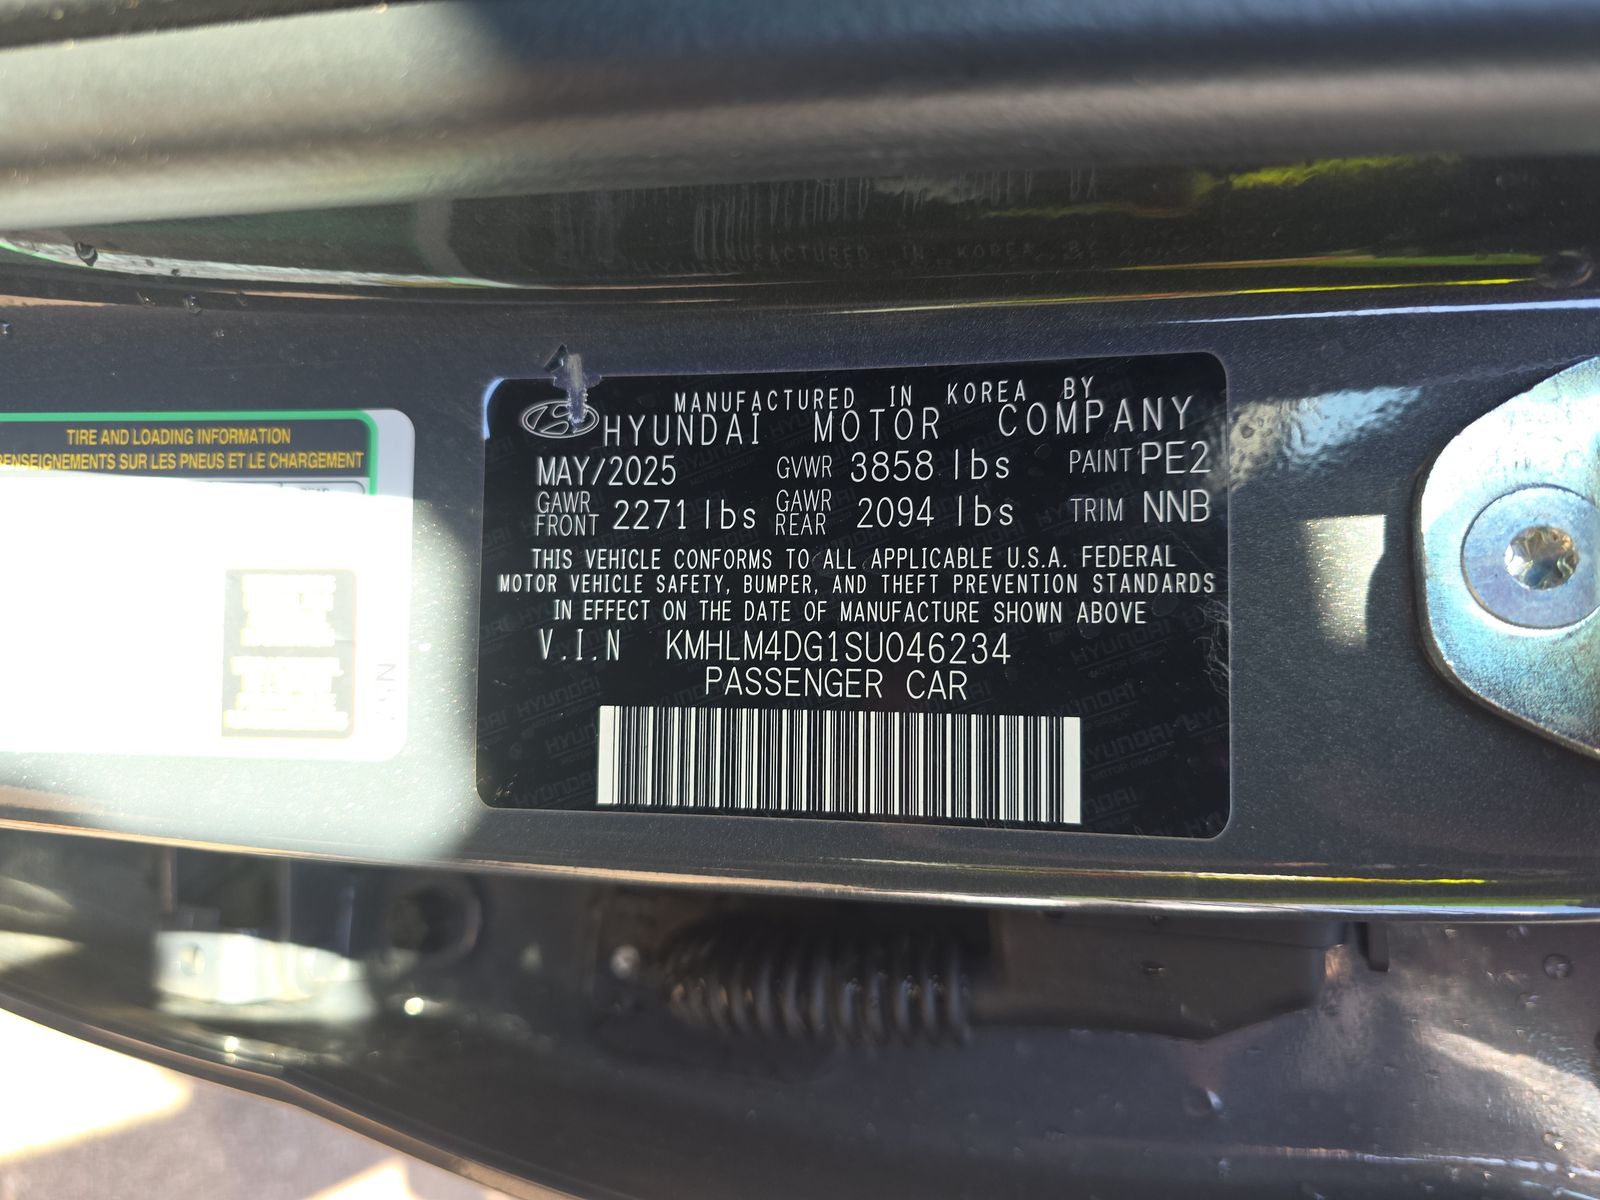 TIRE AND LOADING INFORMATION
RENSEIGNEMENTS SUR LES PNEUS ET LE CHARGEMENT
MANUFACTURED IN KOREA BY
HYUNDAI MOTOR COMPANY
MAY/2025 GVWR 3858 lbs PAINT PE2
GAWR FRONT 2271 lbs GAWR REAR 2094 lbs TRIM NNB
THIS VEHICLE CONFORMS TO ALL APPLICABLE U.S.A. FEDERAL
MOTOR VEHICLE SAFETY, BUMPER, AND THEFT PREVENTION STANDARDS
IN EFFECT ON THE DATE OF MANUFACTURE SHOWN ABOVE
V.I.N KMHLM4DG1SU046234
PASSENGER CAR